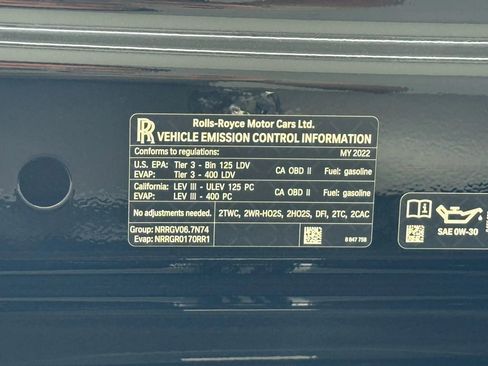 RR
Rolls-Royce Motor Cars Ltd.
VEHICLE EMISSION CONTROL INFORMATION
Conforms to regulations: MY 2022
U.S. EPA: Tier 3 - Bin 125 LDV
EVAP: Tier 3 - 400 LDV
CA OBD II Fuel: gasoline
California: LEV III - ULEV 125 PC
EVAP: LEV III - 400 PC
CA OBD II Fuel: gasoline
No adjustments needed. 2TWC, 2WR-HO2S, 2HO2S, DFI, 2TC, 2CAC
Group: NRRGV06.7N74
Evap: NRRGR0170RR1
8 847 798
SAE 0W-30